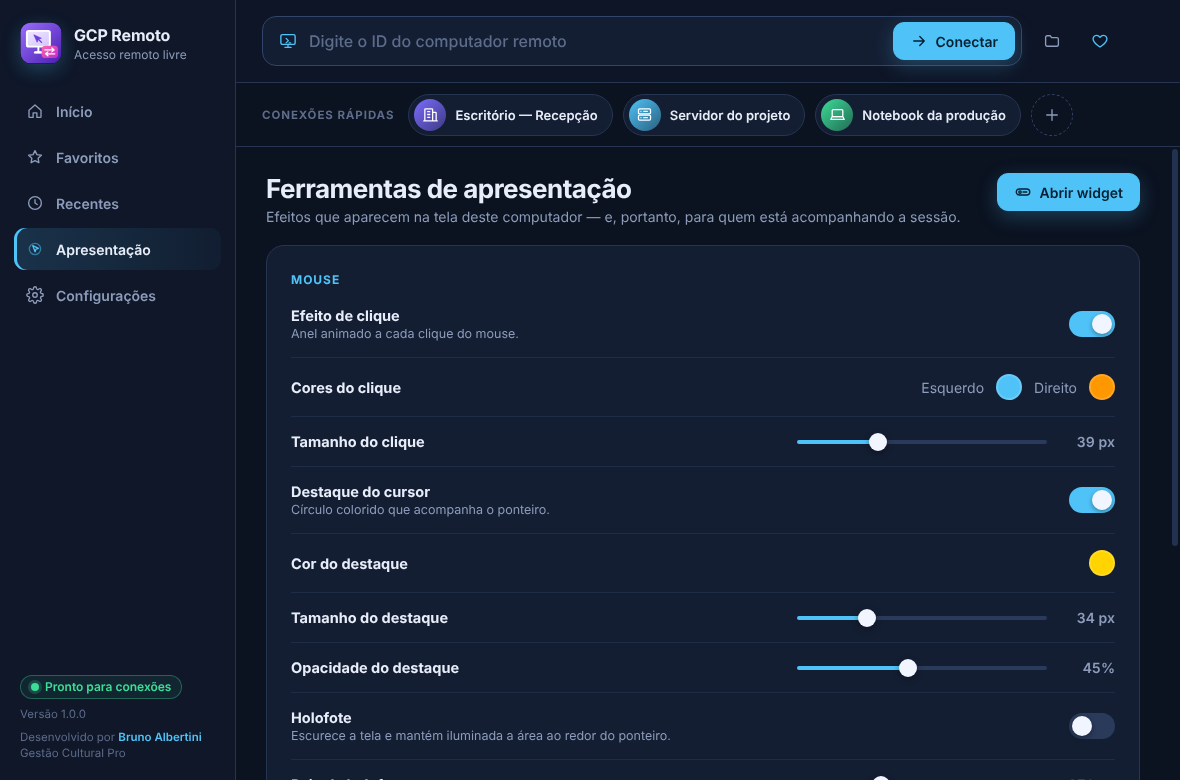 GCP Remoto
Acesso remoto livre
Digite o ID do computador remoto
Conectar
Início
Favoritos
Recentes
Apresentação
Configurações
CONEXÕES RÁPIDAS
Escritório — Recepção
Servidor do projeto
Notebook da produção
Ferramentas de apresentação
Efeitos que aparecem na tela deste computador — e, portanto, para quem está acompanhando a sessão.
Abrir widget
MOUSE
Efeito de clique
Anel animado a cada clique do mouse.
Cores do clique
Esquerdo
Direito
Tamanho do clique
39 px
Destaque do cursor
Círculo colorido que acompanha o ponteiro.
Cor do destaque
Tamanho do destaque
34 px
Opacidade do destaque
45%
Holofote
Escurece a tela e mantém iluminada a área ao redor do ponteiro.
Pronto para conexões
Versão 1.0.0
Desenvolvido por Bruno Albertini
Gestão Cultural Pro